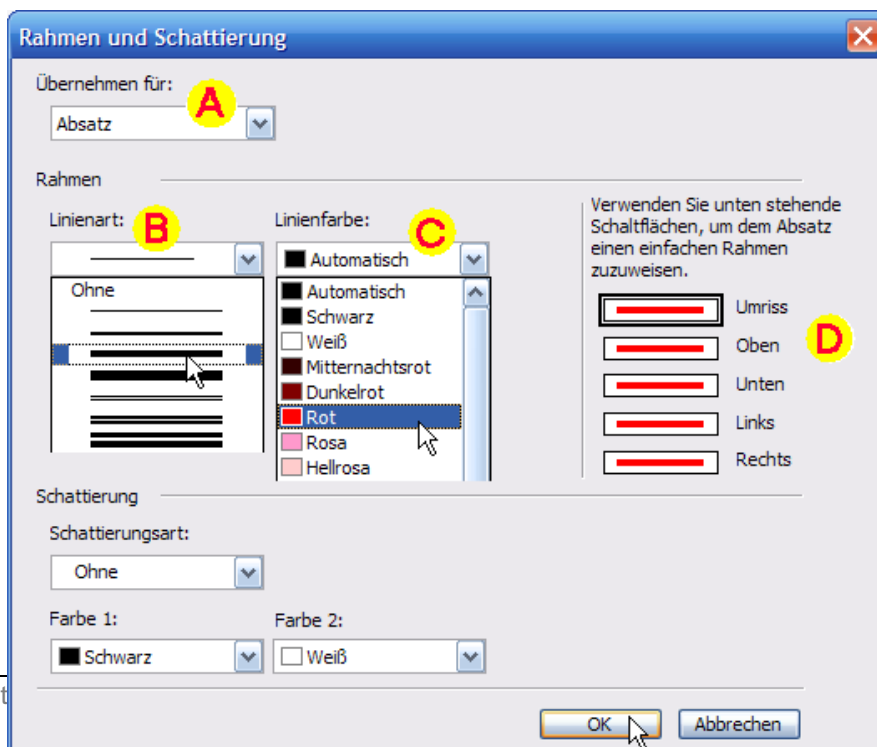 Rahmen und Schattierung
Übernehmen für:
A
Absatz
Rahmen
Linienart:
B
Linienfarbe:
C
Automatisch
Ohne
Automatisch
Schwarz
Weiß
Mitternachtsrot
Dunkelrot
Rot
Rosa
Hellrosa
Verwenden Sie unten stehende
Schaltflächen, um dem Absatz
einen einfachen Rahmen
zuzuweisen.
Umriss
Oben
D
Unten
Links
Rechts
Schattierung
Schattierungsart:
Ohne
Farbe 1:
Farbe 2:
Schwarz
Weiß
t
OK
Abbrechen